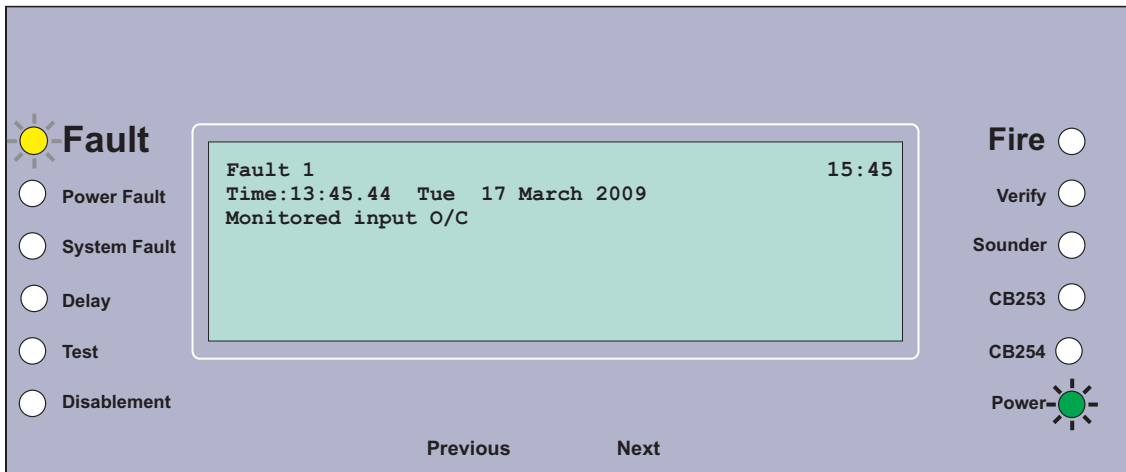 Fault
Power Fault
System Fault
Delay
Test
Disablement
Fault 1 15:45
Time:13:45.44 Tue 17 March 2009
Monitored input O/C
Fire
Verify
Sounder
CB253
CB254
Power
Previous Next